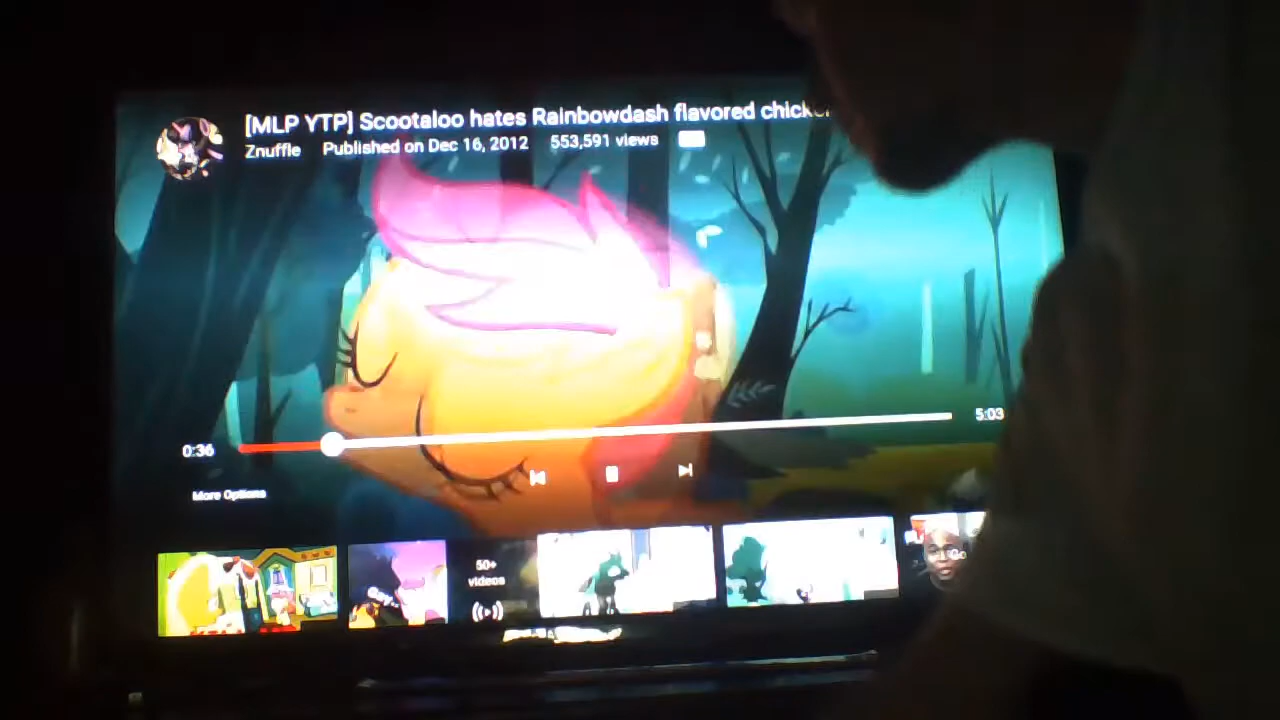 [MLP YTP] Scootaloo hates Rainbowdash flavored
Znuffle Published on Dec 16, 2012 553,591 views
0:36 5:03
More Options
50+
videos